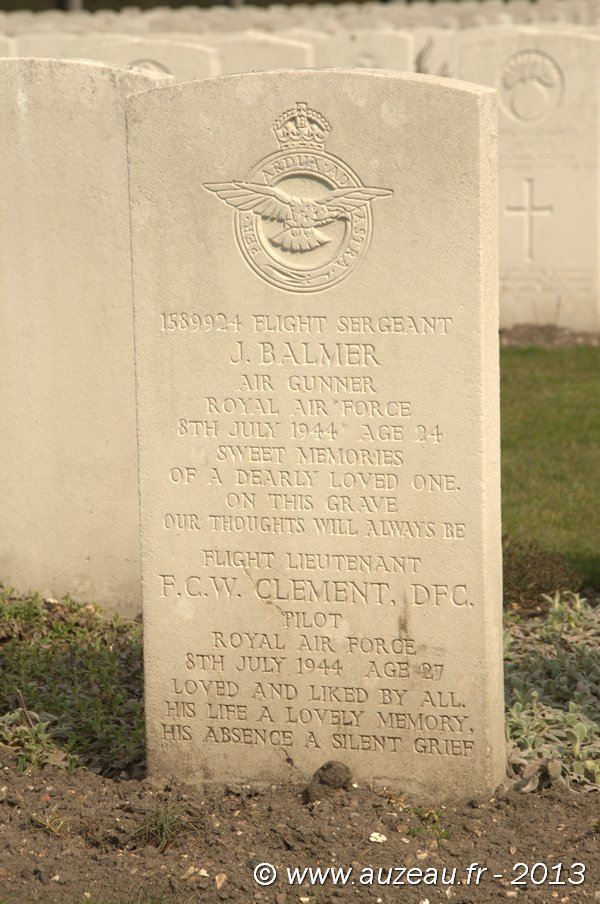 PER · ARDUA · AD · ASTRA
1589924 FLIGHT SERGEANT
J. BALMER
AIR GUNNER
ROYAL AIR FORCE
8TH JULY 1944 AGE 24
SWEET MEMORIES
OF A DEARLY LOVED ONE.
ON THIS GRAVE
OUR THOUGHTS WILL ALWAYS BE
FLIGHT LIEUTENANT
F.C.W. CLEMENT, DFC.
PILOT
ROYAL AIR FORCE
8TH JULY 1944 AGE 27
LOVED AND LIKED BY ALL.
HIS LIFE A LOVELY MEMORY,
HIS ABSENCE A SILENT GRIEF
© www.auzeau.fr - 2013